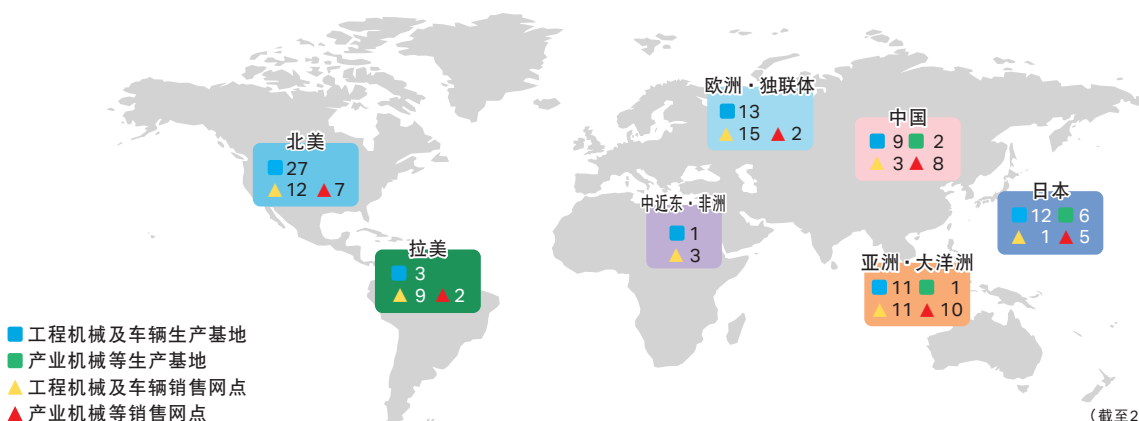 欧洲・独联体
13
15 2
中国
9 2
3 8
北美
27
12 7
日本
12 6
1 5
中近东・非洲
1
3
拉美
3
9 2
亚洲・大洋洲
11 1
11 10
工程机械及车辆生产基地
产业机械等生产基地
工程机械及车辆销售网点
产业机械等销售网点
(截至2